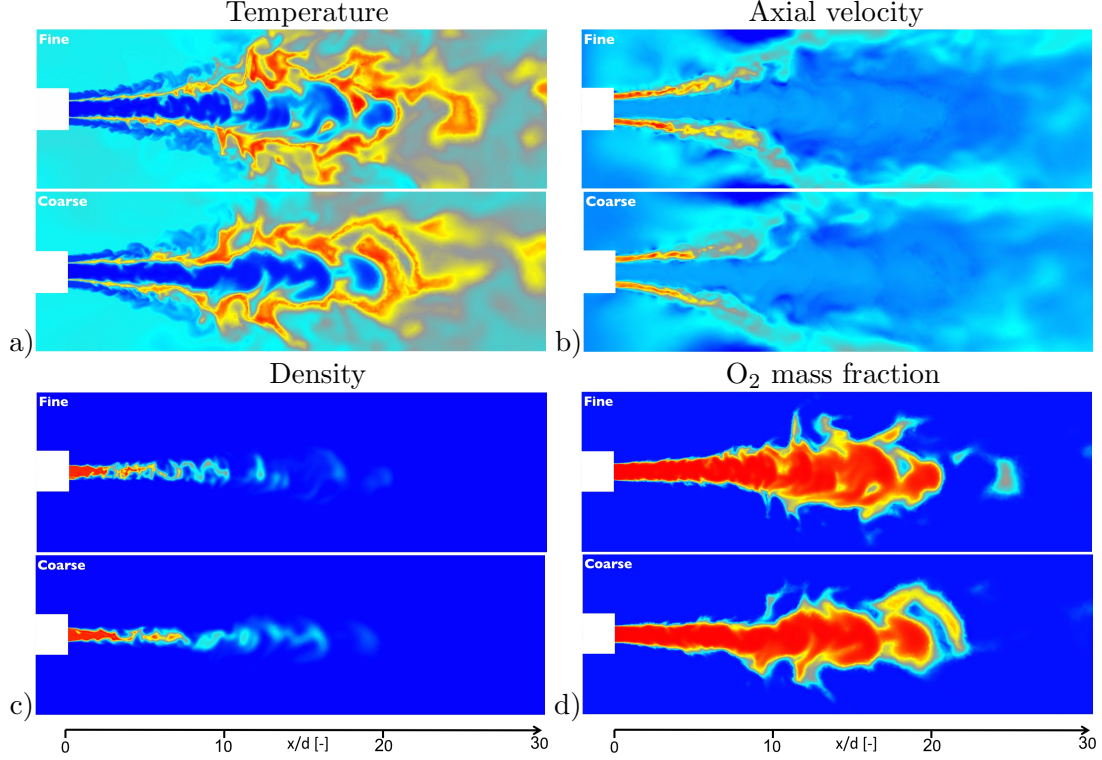 Temperature
Axial velocity
Fine
Fine
Coarse
Coarse
a)
b)
Density
O₂ mass fraction
Fine
Fine
Coarse
Coarse
c)
d)
0 10 x/d [-] 20 30
0 10 x/d [-] 20 30